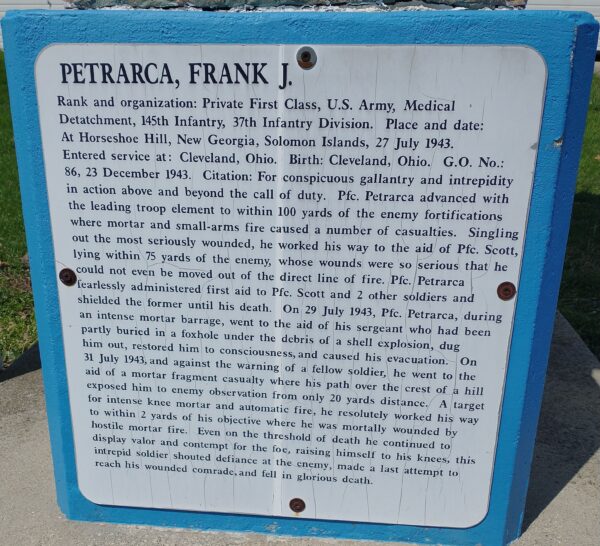 PETRARCA, FRANK J.
Rank and organization: Private First Class, U.S. Army, Medical
Detatchment, 145th Infantry, 37th Infantry Division. Place and date:
At Horseshoe Hill, New Georgia, Solomon Islands, 27 July 1943.
Entered service at: Cleveland, Ohio. Birth: Cleveland, Ohio. G.O. No.:
86, 23 December 1943. Citation: For conspicuous gallantry and intrepidity
in action above and beyond the call of duty. Pfc. Petrarca advanced with
the leading troop element to within 100 yards of the enemy fortifications
where mortar and small-arms fire caused a number of casualties. Singling
out the most seriously wounded, he worked his way to the aid of Pfc. Scott,
lying within 75 yards of the enemy, whose wounds were so serious that he
could not even be moved out of the direct line of fire. Pfc. Petrarca
fearlessly administered first aid to Pfc. Scott and 2 other soldiers and
shielded the former until his death. On 29 July 1943, Pfc. Petrarca, during
an intense mortar barrage, went to the aid of his sergeant who had been
partly buried in a foxhole under the debris of a shell explosion, dug
him out, restored him to consciousness, and caused his evacuation. On
31 July 1943, and against the warning of a fellow soldier, he went to the
aid of a mortar fragment casualty where his path over the crest of a hill
exposed him to enemy observation from only 20 yards distance. A target
for intense knee mortar and automatic fire, he resolutely worked his way
to within 2 yards of his objective where he was mortally wounded by
hostile mortar fire. Even on the threshold of death he continued to
display valor and contempt for the foe, raising himself to his knees, this
intrepid soldier shouted defiance at the enemy, made a last attempt to
reach his wounded comrade, and fell in glorious death.